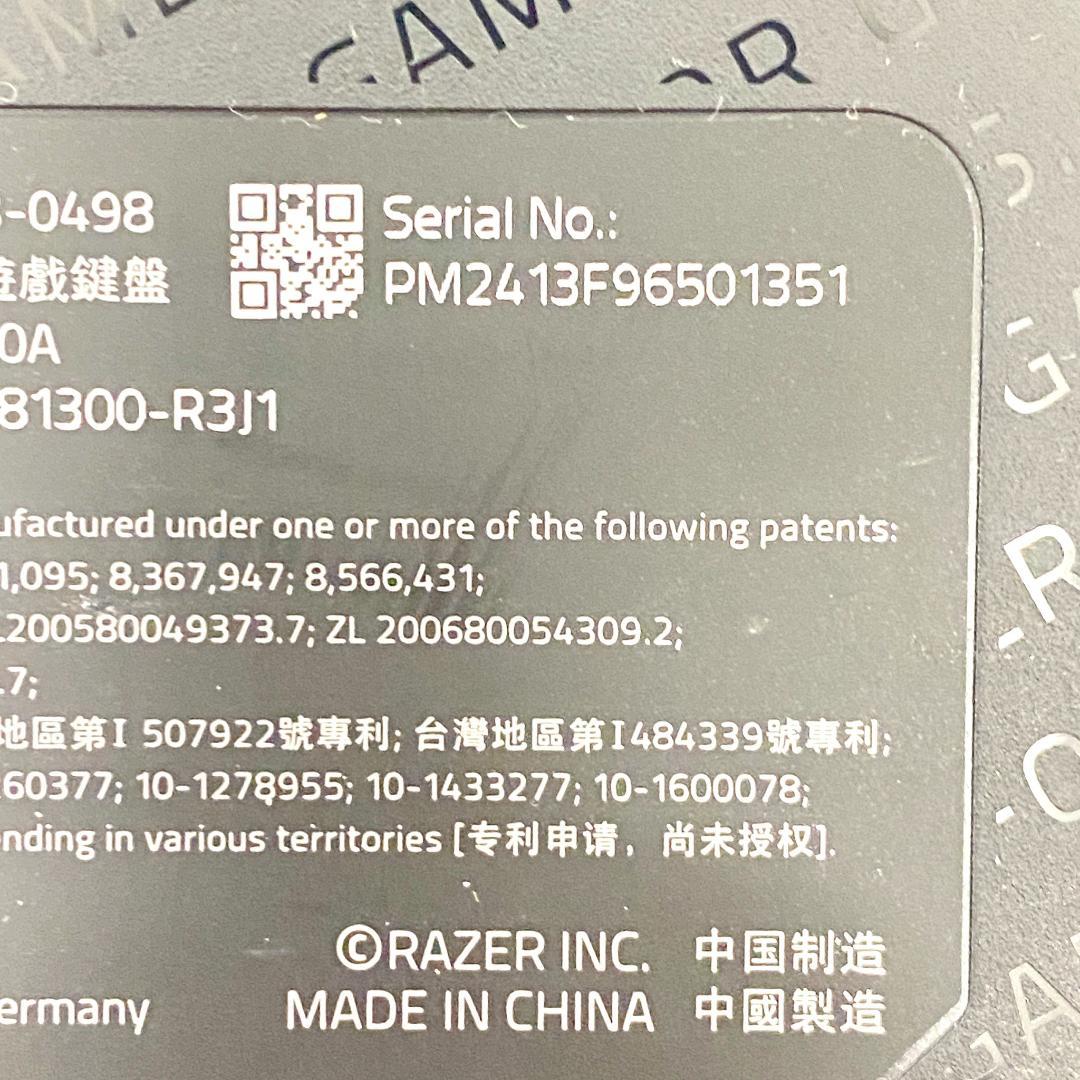 -0498
Serial No.:
戲鍵盤
PM2413F96501351
0A
81300-R3J1
ufactured under one or more of the following patents:
1,095; 8,367,947; 8,566,431;
L200580049373.7; ZL 200680054309.2;
.7;
地區第I 507922號專利; 台灣地區第I484339號專利;
60377; 10-1278955; 10-1433277; 10-1600078;
nding in various territories [专利申请，尚未授权].
©RAZER INC. 中国制造
ermany
MADE IN CHINA 中國製造